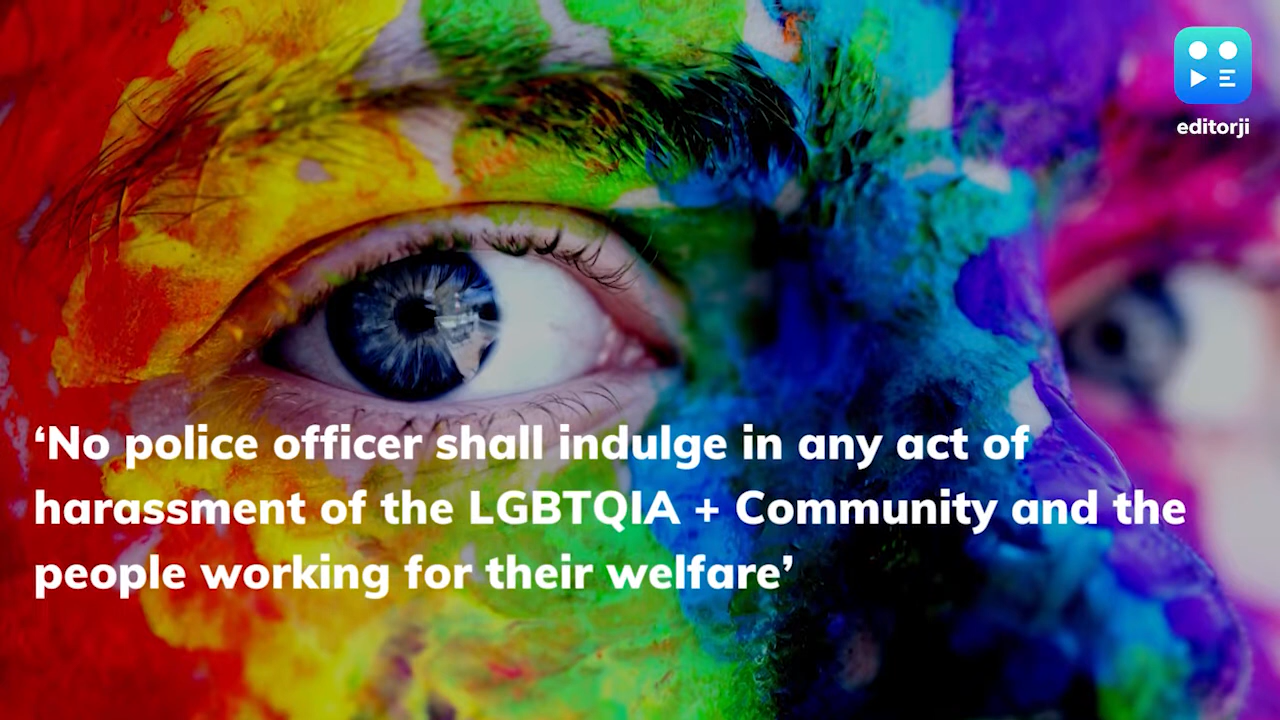 editorji
‘No police officer shall indulge in any act of
harassment of the LGBTQIA + Community and the
people working for their welfare’